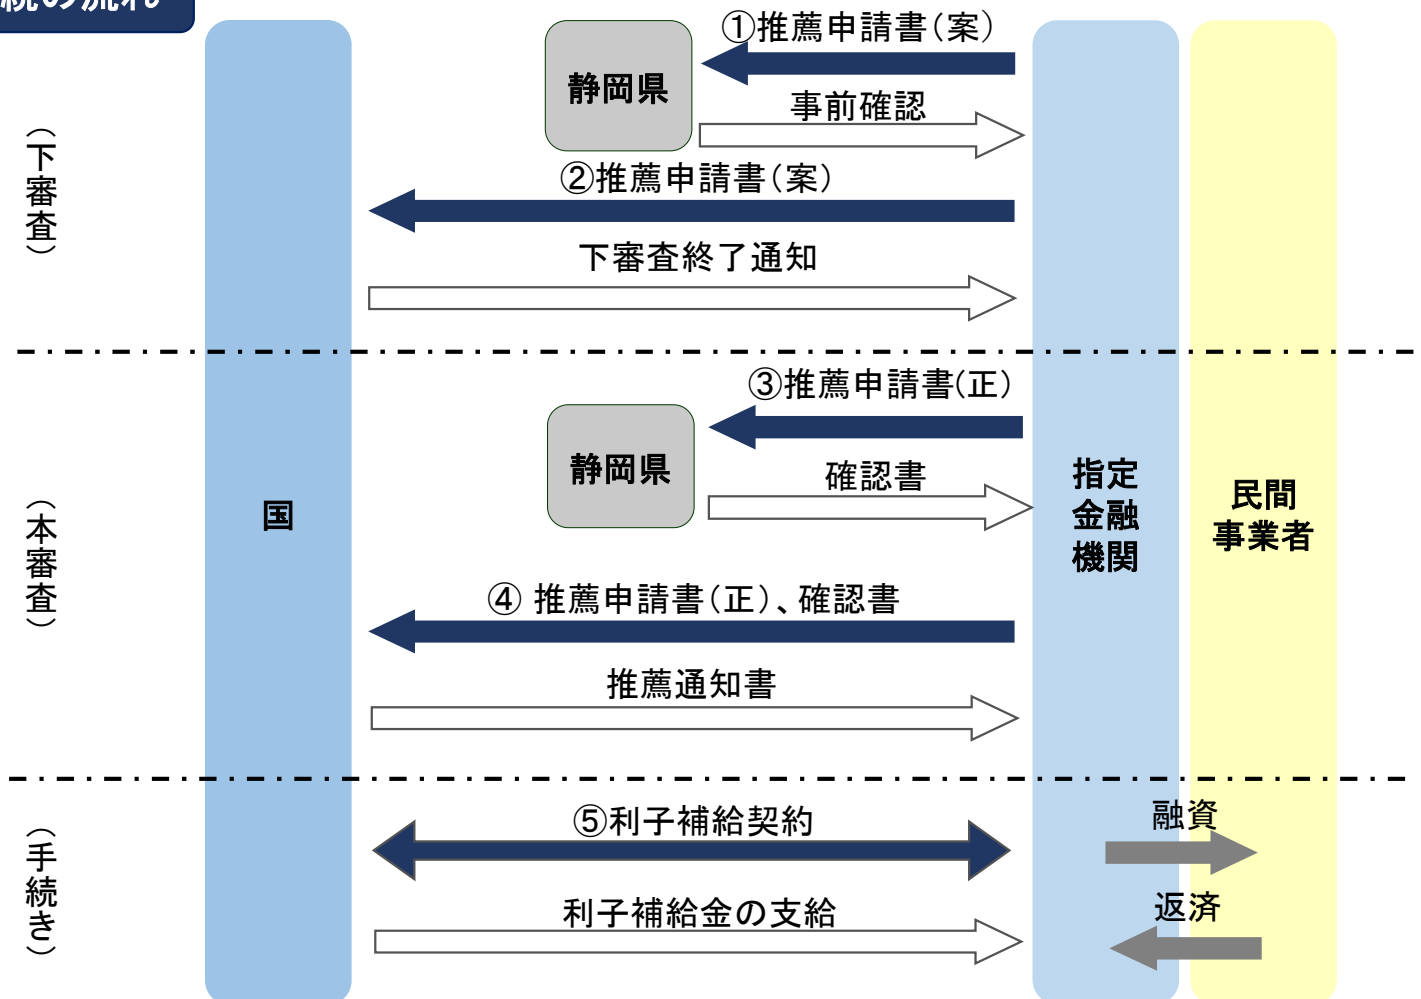 続の流れ
①推薦申請書(案)
静岡県
事前確認
(下審査)
②推薦申請書(案)
下審査終了通知
③推薦申請書(正)
静岡県
確認書
(本審査)
国
指定
金融
機関
民間
事業者
④ 推薦申請書(正)、確認書
推薦通知書
(手続き)
⑤利子補給契約
融資
利子補給金の支給
返済